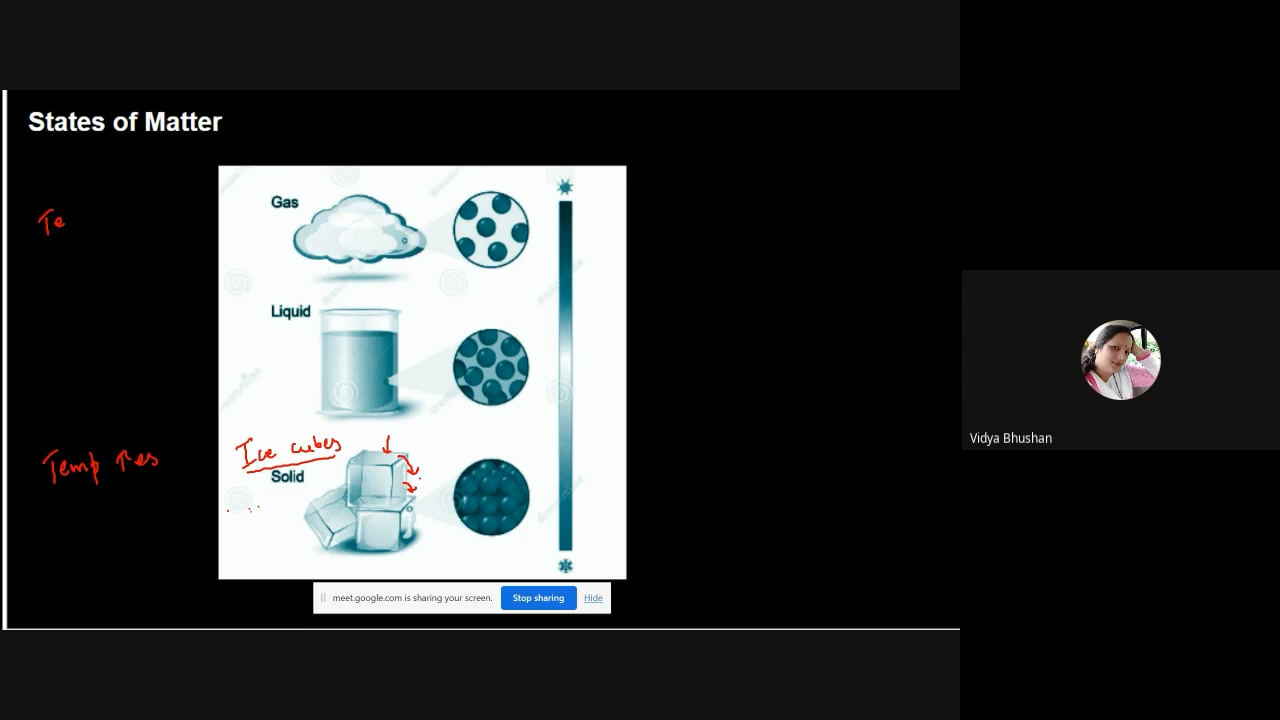 States of Matter
Gas
Te
Liquid
Ice cubes
Temp ↑es
Solid
meet.google.com is sharing your screen. Stop sharing Hide
Vidya Bhushan